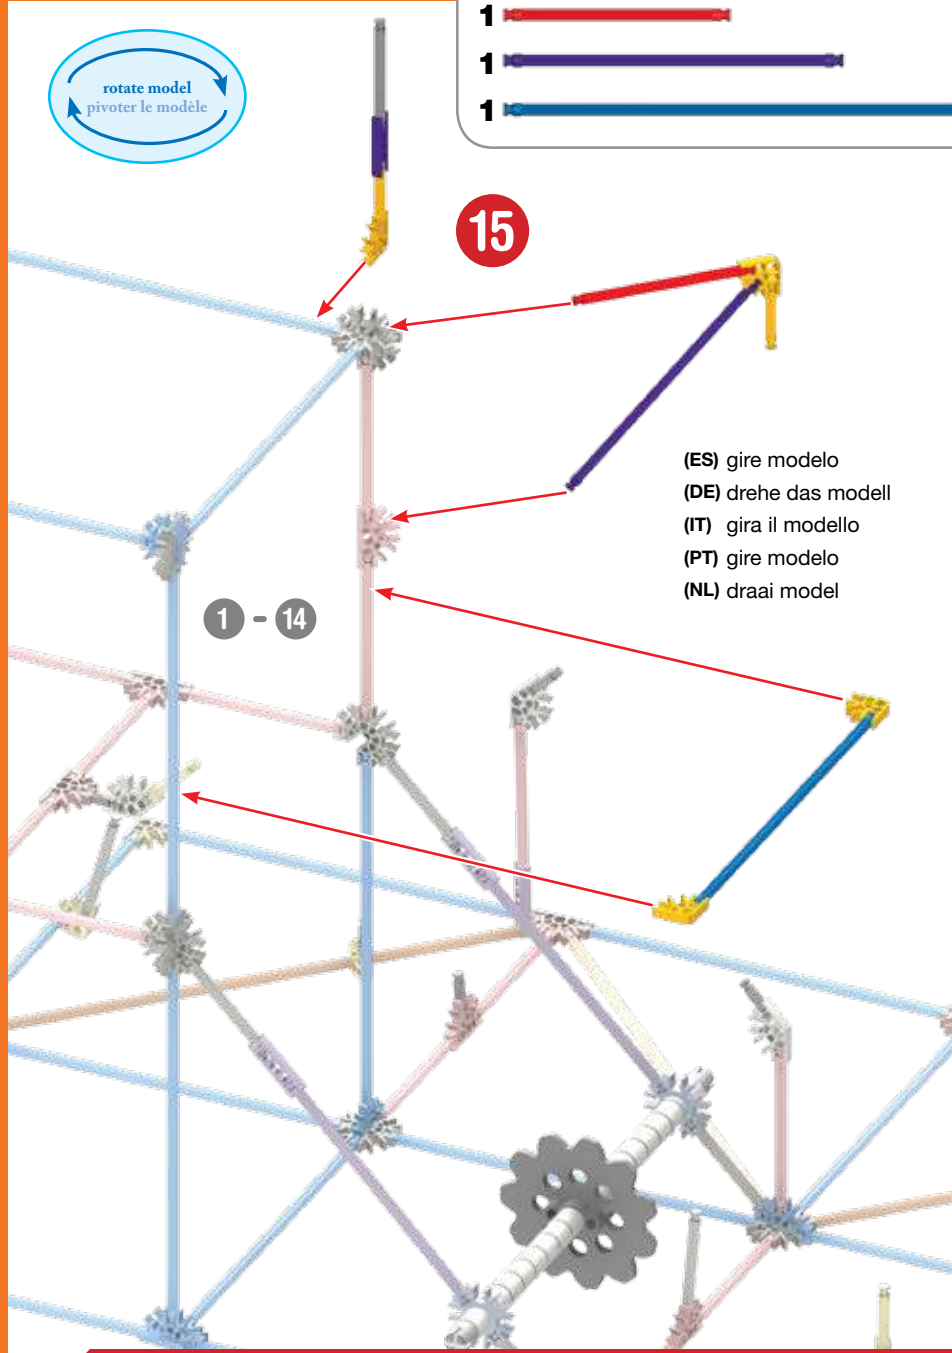 1
1
1
rotate model
pivoter le modèle
15
(ES) gire modelo
(DE) drehe das modell
(IT) gira il modello
(PT) gire modelo
(NL) draai model
1 - 14